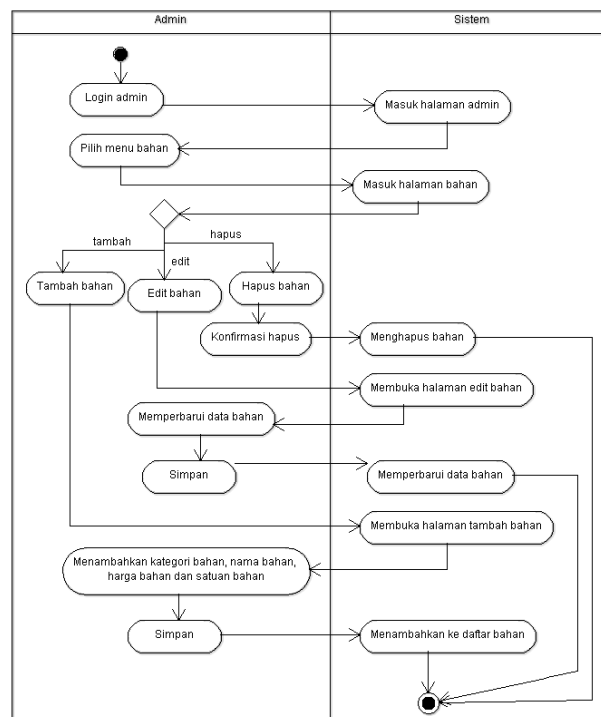 Admin
Sistem
Login admin
Masuk halaman admin
Pilih menu bahan
Masuk halaman bahan
tambah
hapus
edit
Tambah bahan
Edit bahan
Hapus bahan
Konfirmasi hapus
Menghapus bahan
Membuka halaman edit bahan
Memperbarui data bahan
Simpan
Memperbarui data bahan
Membuka halaman tambah bahan
Menambahkan kategori bahan, nama bahan,
harga bahan dan satuan bahan
Simpan
Menambahkan ke daftar bahan